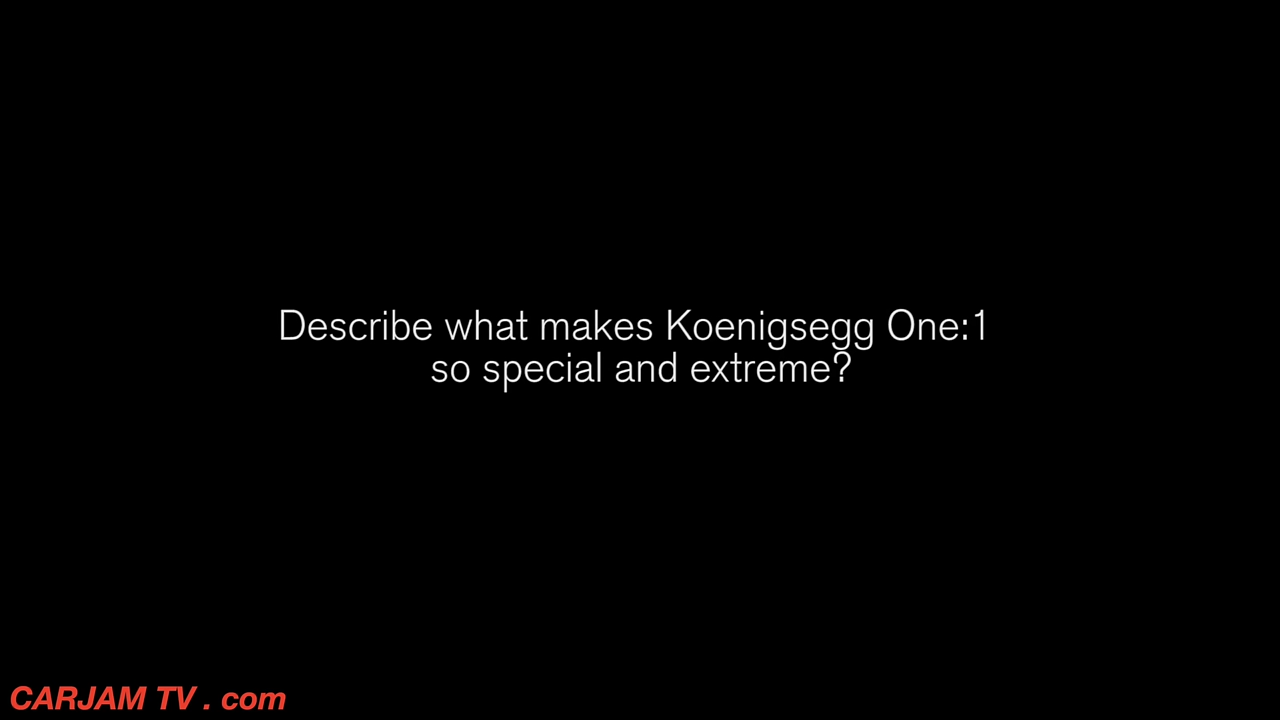 Describe what makes Koenigsegg One:1
so special and extreme?
CARJAM TV . com